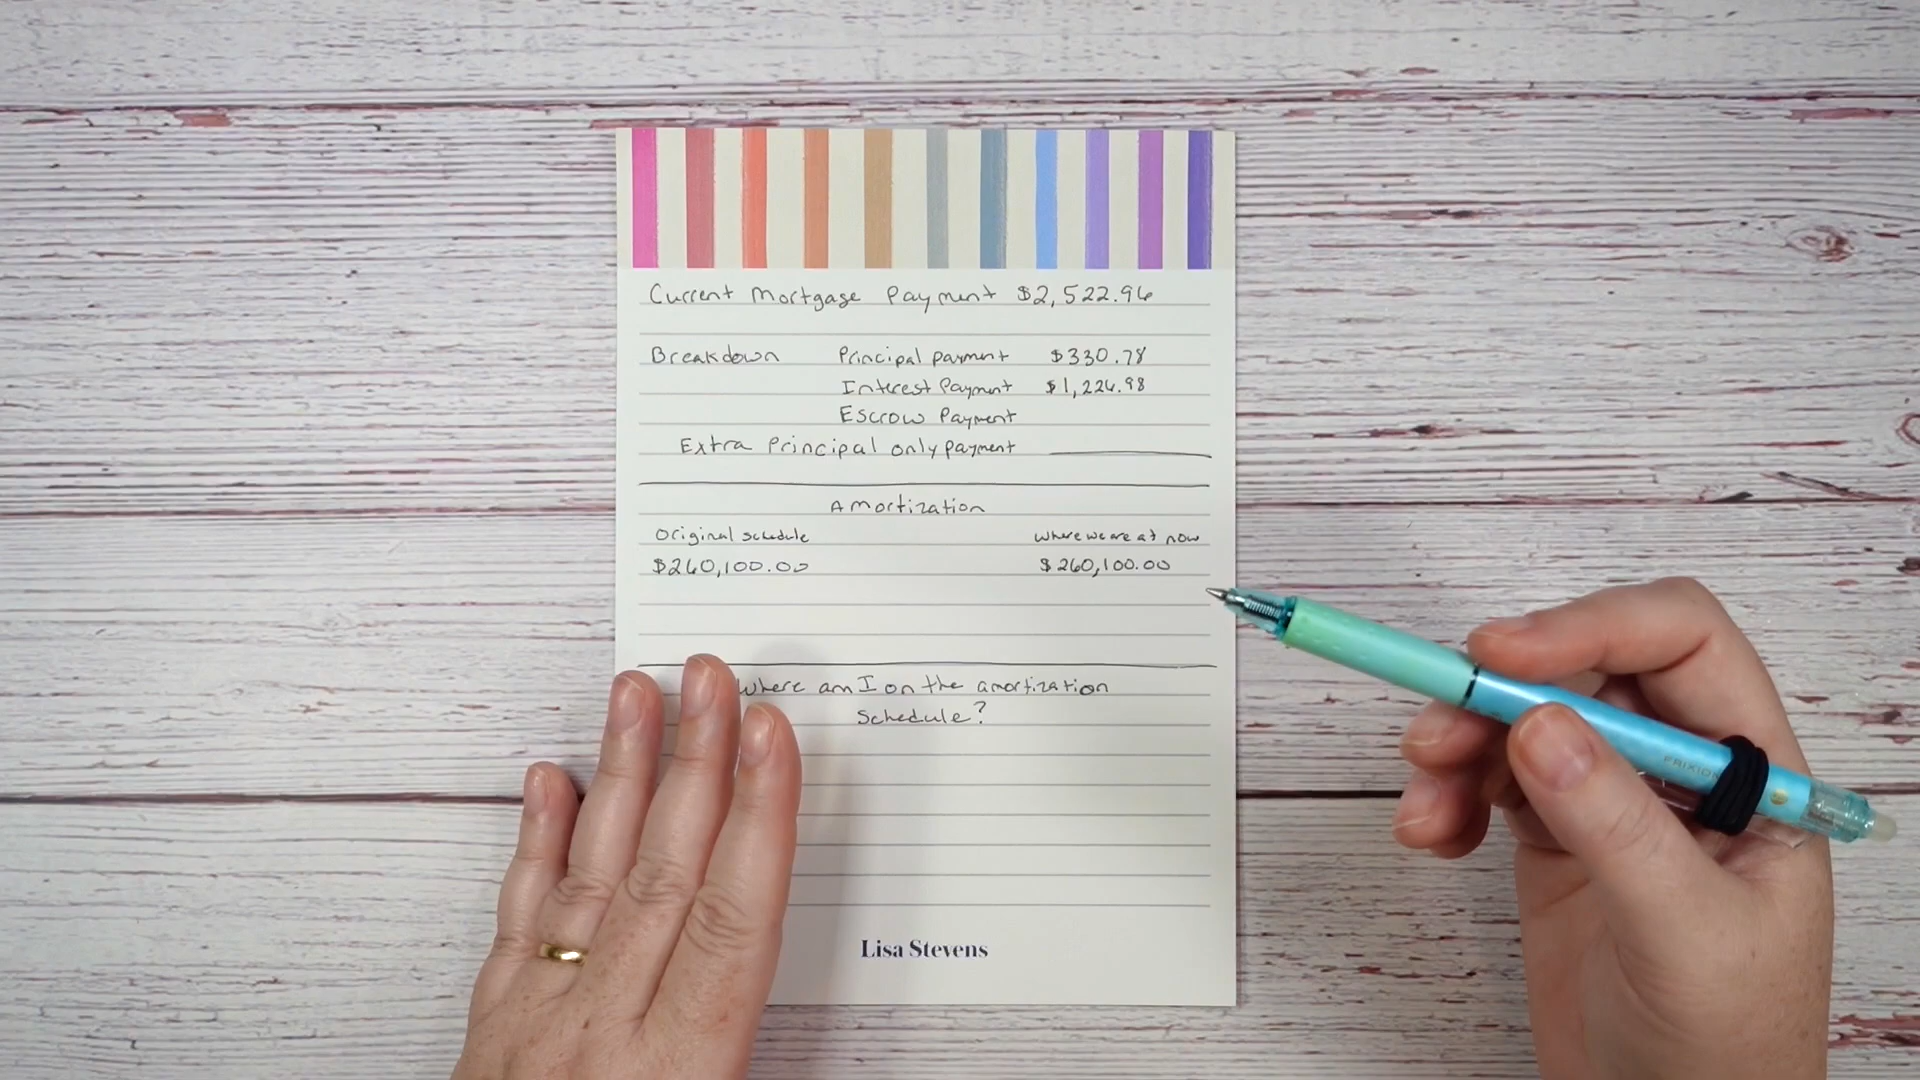 Current Mortgage Payment $2,522.96
Breakdown Principal payment $330.78
Interest Payment $1,226.98
Escrow Payment
Extra Principal only payment
Amortization
Original schedule where we are at now
$260,100.00 $260,100.00
Where am I on the amortization
schedule?
Lisa Stevens
FRIXION